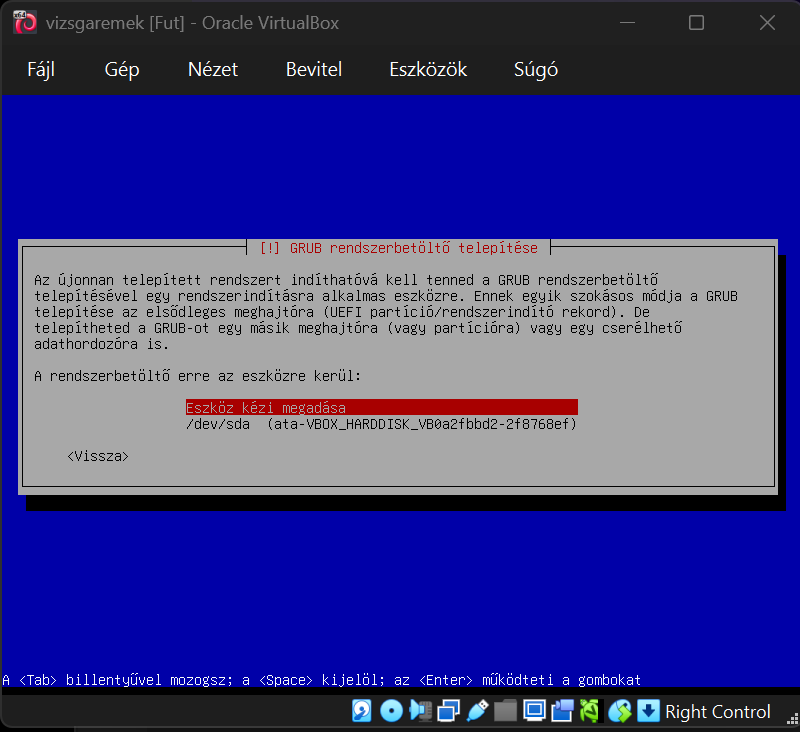 vizsgaremek [Fut] - Oracle VirtualBox
Fájl Gép Nézet Bevitel Eszközök Súgó
[!] GRUB rendszerbetöltő telepítése
Az újonnan telepített rendszert indíthatóvá kell tenned a GRUB rendszerbetöltő
telepítésével egy rendszerindításra alkalmas eszközre. Ennek egyik szokásos módja a GRUB
telepítése az elsődleges meghajtóra (UEFI partíció/rendszerindító rekord). De
telepítheted a GRUB-ot egy másik meghajtóra (vagy partícióra) vagy egy cserélhető
adathordozóra is.
A rendszerbetöltő erre az eszközre kerül:
Eszköz kézi megadása
/dev/sda (ata-VBOX_HARDDISK_VB0a2fbbd2-2f8768ef)
<Vissza>
A <Tab> billentyűvel mozogsz; a <Space> kijelöl; az <Enter> működteti a gombokat
Right Control